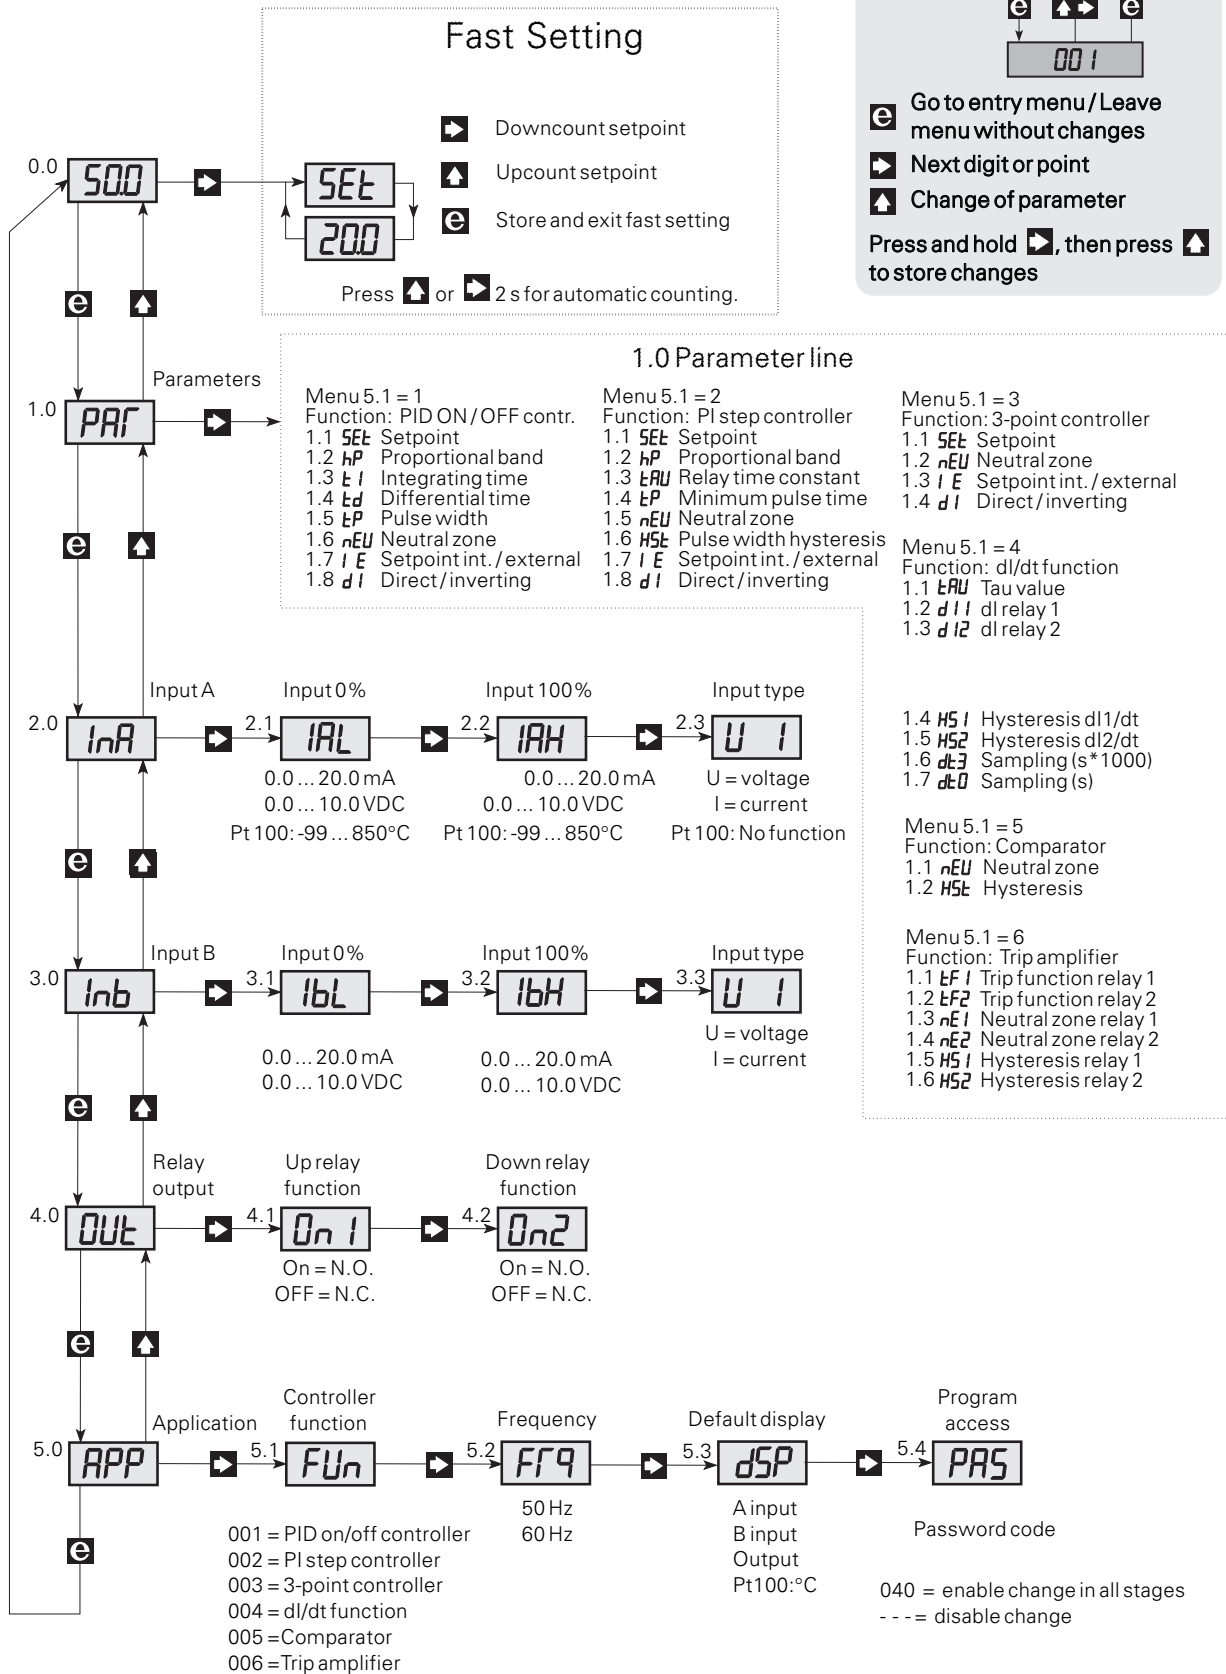 Fast Setting
Downcount setpoint
Upcount setpoint
e Store and exit fast setting
0.0 50.0
SEt
20.0
Press or 2 s for automatic counting.
e e
001
e Go to entry menu / Leave
menu without changes
Next digit or point
Change of parameter
Press and hold , then press
to store changes
e
1.0 Parameter line
Parameters
1.0 PAr
Menu 5.1 = 1
Function: PID ON / OFF contr.
1.1 SEt Setpoint
1.2 hP Proportional band
1.3 tI Integrating time
1.4 td Differential time
1.5 tP Pulse width
1.6 nEU Neutral zone
1.7 I E Setpoint int. / external
1.8 dI Direct / inverting
Menu 5.1 = 2
Function: PI step controller
1.1 SEt Setpoint
1.2 hP Proportional band
1.3 tAU Relay time constant
1.4 tP Minimum pulse time
1.5 nEU Neutral zone
1.6 HSt Pulse width hysteresis
1.7 I E Setpoint int. / external
1.8 dI Direct / inverting
Menu 5.1 = 3
Function: 3-point controller
1.1 SEt Setpoint
1.2 nEU Neutral zone
1.3 I E Setpoint int. / external
1.4 dI Direct / inverting
Menu 5.1 = 4
Function: dI/dt function
1.1 tAU Tau value
1.2 dI1 dI relay 1
1.3 dI2 dI relay 2
1.4 HS1 Hysteresis dI1/dt
1.5 HS2 Hysteresis dI2/dt
1.6 dt3 Sampling (s*1000)
1.7 dt0 Sampling (s)
Menu 5.1 = 5
Function: Comparator
1.1 nEU Neutral zone
1.2 HSt Hysteresis
Menu 5.1 = 6
Function: Trip amplifier
1.1 tF1 Trip function relay 1
1.2 tF2 Trip function relay 2
1.3 nE1 Neutral zone relay 1
1.4 nE2 Neutral zone relay 2
1.5 HS1 Hysteresis relay 1
1.6 HS2 Hysteresis relay 2
e
Input A Input 0% Input 100% Input type
2.0 InA 2.1 IAL 2.2 IAH 2.3 U I
0.0 ... 20.0 mA 0.0 ... 20.0 mA U = voltage
0.0 ... 10.0 VDC 0.0 ... 10.0 VDC I = current
Pt 100: -99 ... 850°C Pt 100: -99 ... 850°C Pt 100: No function
e
Input B Input 0% Input 100% Input type
3.0 Inb 3.1 IbL 3.2 IbH 3.3 U I
0.0 ... 20.0 mA 0.0 ... 20.0 mA U = voltage
0.0 ... 10.0 VDC 0.0 ... 10.0 VDC I = current
e
Relay Up relay Down relay
output function function
4.0 OUt 4.1 On 1 4.2 On2
On = N.O. On = N.O.
OFF = N.C. OFF = N.C.
e
Controller Program
Application function Frequency Default display access
5.0 APP 5.1 FUn 5.2 Frq 5.3 dSP 5.4 PAS
50 Hz
60 Hz
A input
B input
Output
Pt100:°C
Password code
040 = enable change in all stages
- - - = disable change
e
001 = PID on/off controller
002 = PI step controller
003 = 3-point controller
004 = dI/dt function
005 =Comparator
006 =Trip amplifier